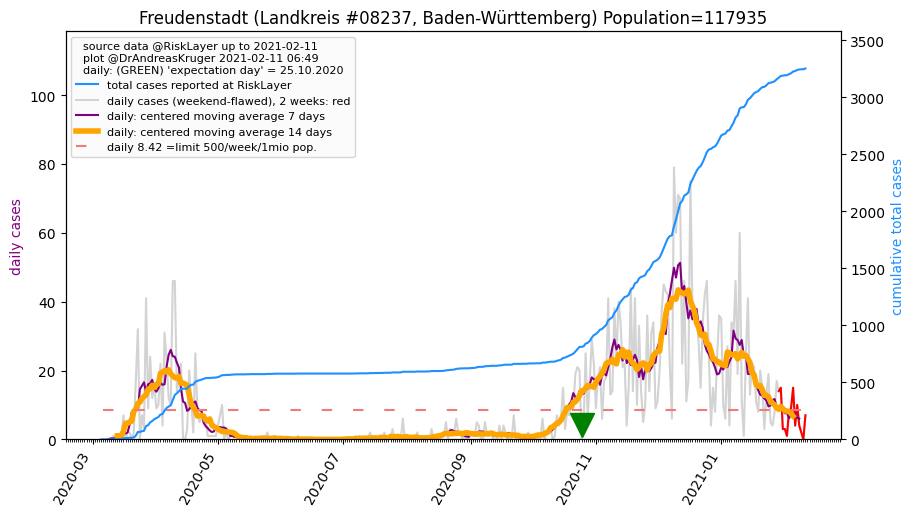 Freudenstadt (Landkreis #08237, Baden-Württemberg) Population=117935
source data @RiskLayer up to 2021-02-11
plot @DrAndreasKruger 2021-02-11 06:49
daily: (GREEN) 'expectation day' = 25.10.2020
total cases reported at RiskLayer
daily cases (weekend-flawed), 2 weeks: red
daily: centered moving average 7 days
daily: centered moving average 14 days
daily 8.42 =limit 500/week/1mio pop.
daily cases
100
80
60
40
20
0
cumulative total cases
3500
3000
2500
2000
1500
1000
500
0
2020-03
2020-05
2020-07
2020-09
2020-11
2021-01